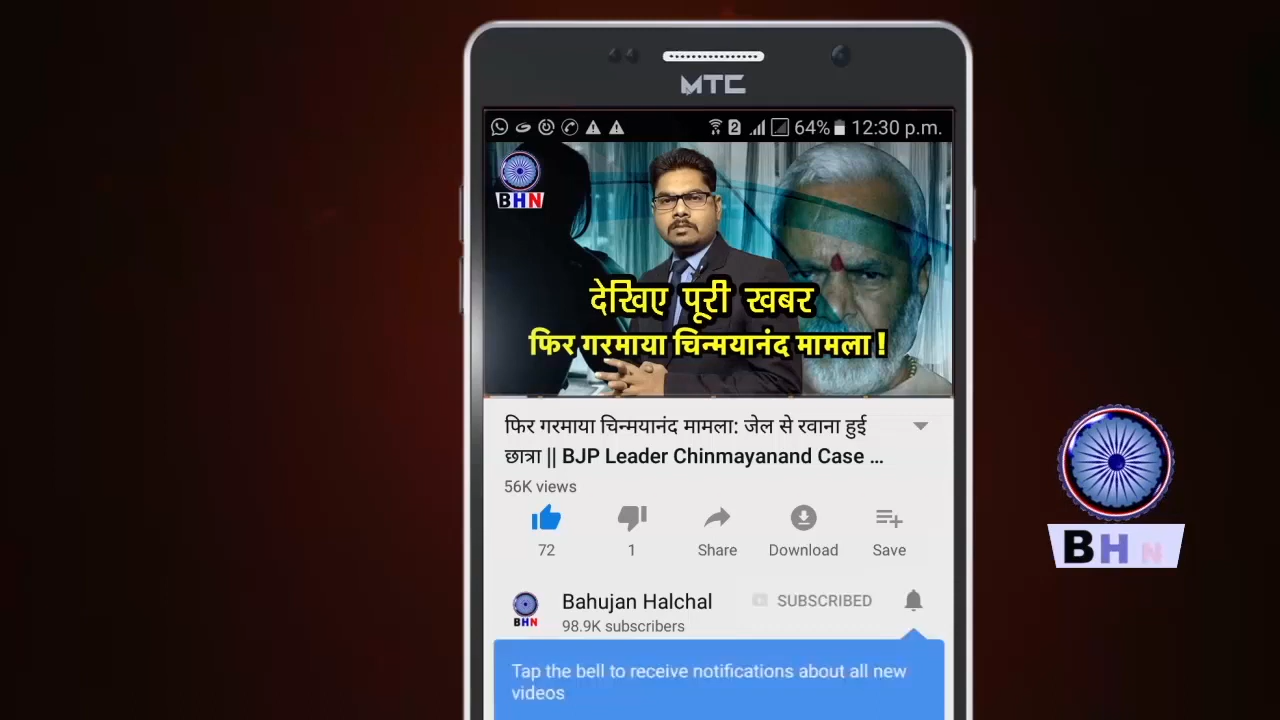 MTC
2 64% 12:30 p.m.
BHN
देखिए पूरी खबर
फिर गरमाया चिन्मयानंद मामला !
फिर गरमाया चिन्मयानंद मामला: जेल से रवाना हुई
छात्रा || BJP Leader Chinmayanand Case ...
56K views
72 1 Share Download Save
Bahujan Halchal SUBSCRIBED
98.9K subscribers
BHN
Tap the bell to receive notifications about all new
videos
BHN